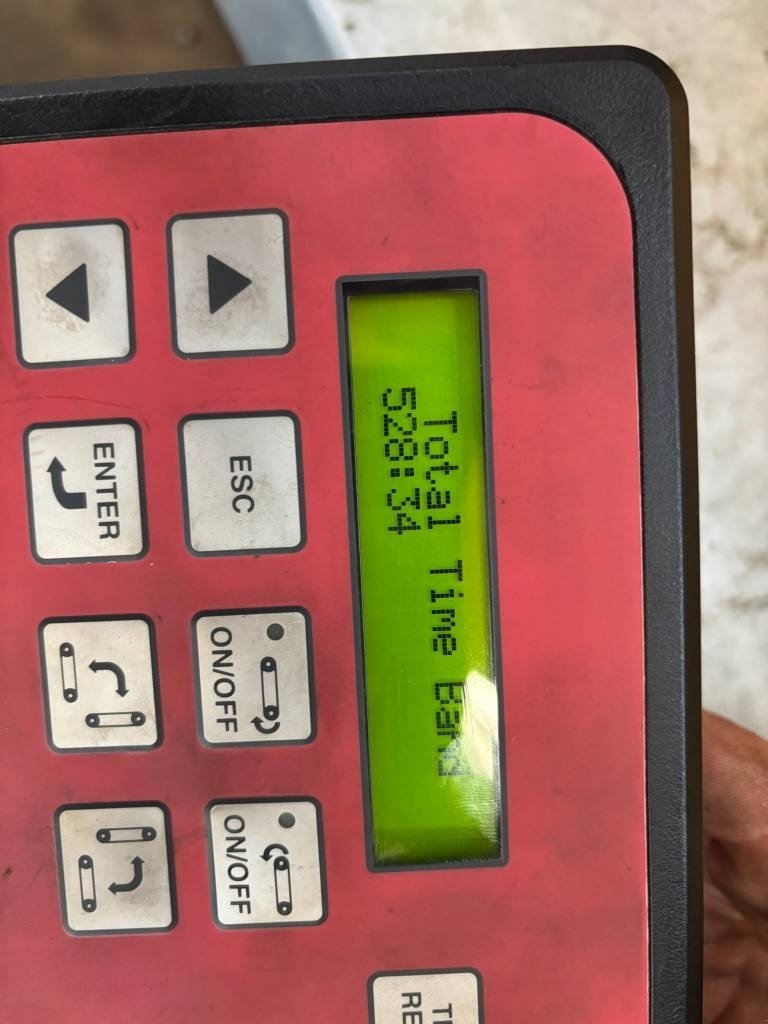 Total Time Band
528:34
ESC
ON/OFF
ON/OFF
ENTER